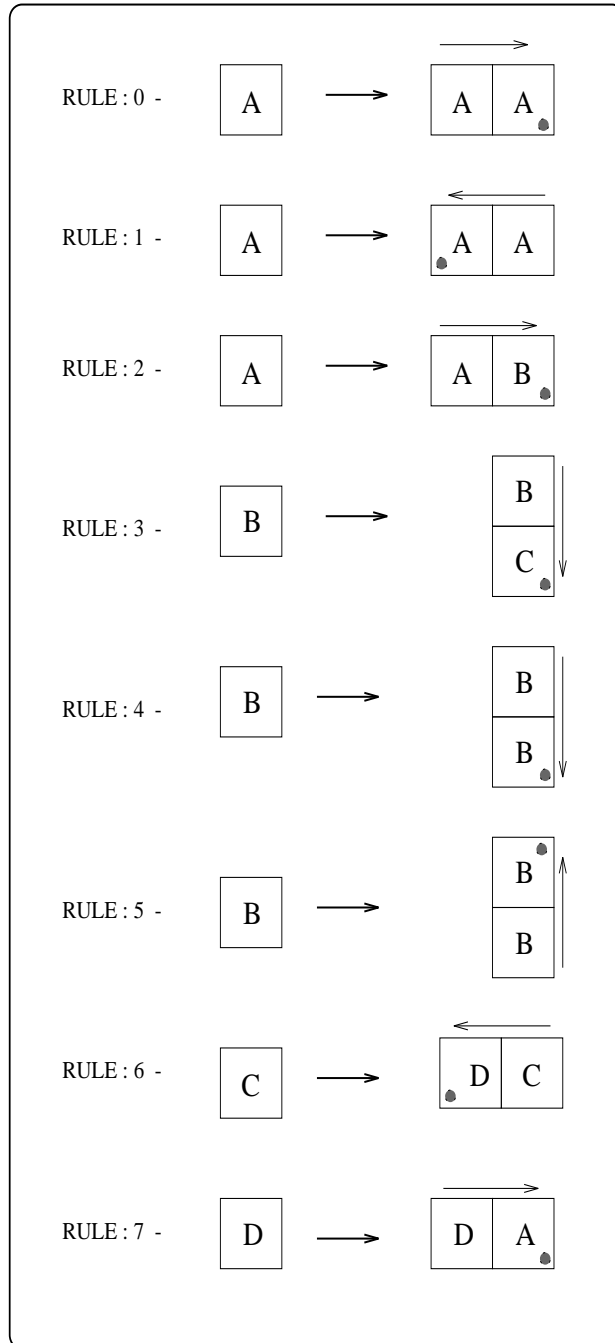 RULE : 0 - A A A
RULE : 1 - A A A
RULE : 2 - A A B
RULE : 3 - B B
C
RULE : 4 - B B
B
RULE : 5 - B B
B
RULE : 6 - C D C
RULE : 7 - D D A